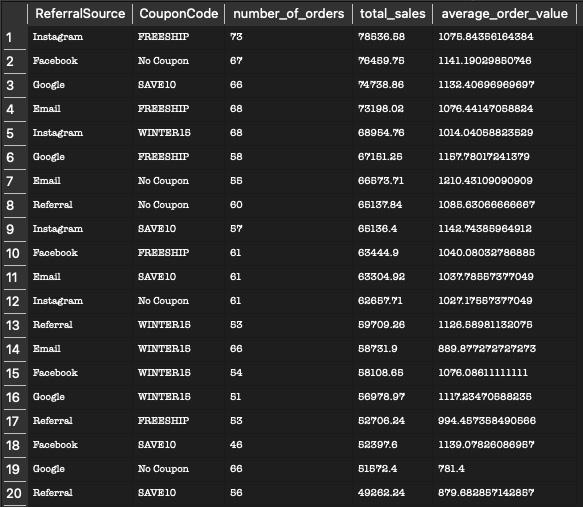 ReferralSource CouponCode number_of_orders total_sales average_order_value
1 Instagram FREESHIP 73 78536.58 1075.84356164384
2 Facebook No Coupon 67 76459.75 1141.19029850746
3 Google SAVE10 66 74738.86 1132.40696969697
4 Email FREESHIP 68 73198.02 1076.44147058824
5 Instagram WINTER15 68 68954.76 1014.04058823529
6 Google FREESHIP 58 67151.25 1157.78017241379
7 Email No Coupon 55 66573.71 1210.43109090909
8 Referral No Coupon 60 65137.84 1085.63066666667
9 Instagram SAVE10 57 65136.4 1142.74385964912
10 Facebook FREESHIP 61 63444.9 1040.08032786885
11 Email SAVE10 61 63304.92 1037.78557377049
12 Instagram No Coupon 61 62657.71 1027.17557377049
13 Referral WINTER15 53 59709.26 1126.58981132075
14 Email WINTER15 66 58731.9 889.877272727273
15 Facebook WINTER15 54 58108.65 1076.08611111111
16 Google WINTER15 51 56978.97 1117.23470588235
17 Referral FREESHIP 53 52706.24 994.457358490566
18 Facebook SAVE10 46 52397.6 1139.07826086957
19 Google No Coupon 66 51572.4 781.4
20 Referral SAVE10 56 49262.24 879.682857142857